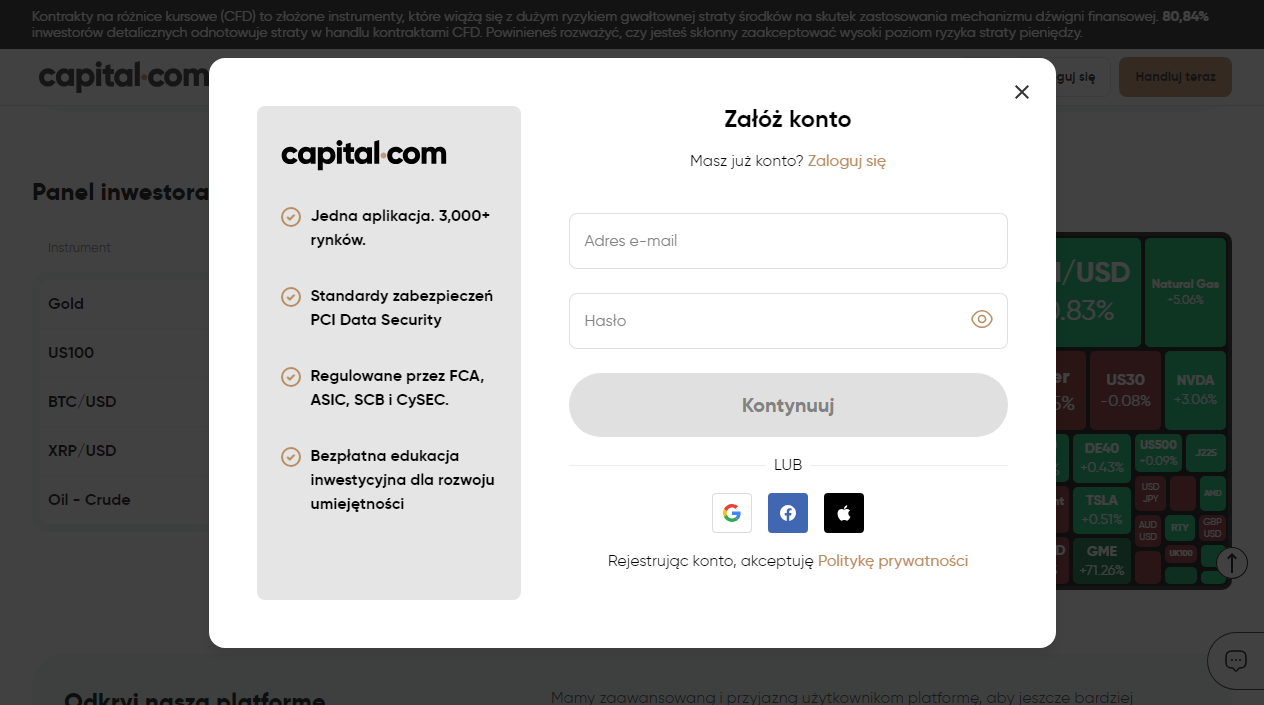 Kontrakty na różnice kursowe (CFD) to złożone instrumenty, które wiążą się z dużym ryzykiem gwałtownej straty środków na skutek zastosowania mechanizmu dźwigni finansowej. 80,84%
inwestorów detalicznych odnotowuje straty w handlu kontraktami CFD. Powinieneś rozważyć, czy jesteś skłonny zaakceptować wysoki poziom ryzyka straty pieniędzy.
capital.com
guj się
Handluj teraz
capital.com
Jedna aplikacja. 3,000+
rynków.
Standardy zabezpieczeń
PCI Data Security
Regulowane przez FCA,
ASIC, SCB i CySEC.
Bezpłatna edukacja
inwestycyjna dla rozwoju
umiejętności
Załóż konto
Masz już konto? Zaloguj się
Adres e-mail
Hasło
Kontynuuj
LUB
Rejestrując konto, akceptuję Politykę prywatności
Panel inwestora
Instrument
Gold
US100
BTC/USD
XRP/USD
Oil - Crude
/USD
.83%
Natural Gas
-5.06%
er
5%
US30
-0.08%
NVDA
+3.06%
%
DE40
+0.43%
US500
+0.09%
J225
TSLA
+0.51%
USD
JPY
AMD
AUD
USD
RTY
GBP
USD
GME
+71.26%
UK100
Odkryj naszą platformę
Mamy zaawansowaną i przyjazną użytkownikom platformę, aby jeszcze bardziej